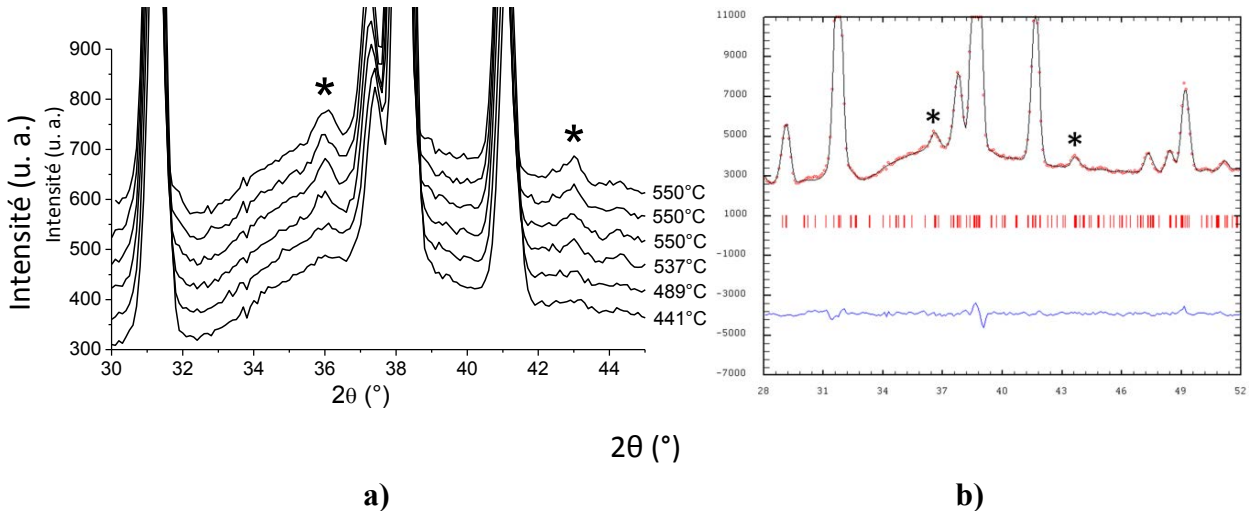 Intensité (u. a.)
Intensité (u. a.)
900
800
700
600
500
400
300
30 32 34 36 38 40 42 44
2θ (°)
*
*
550°C
550°C
550°C
537°C
489°C
441°C
11000
9000
7000
5000
3000
1000
-1000
-3000
-5000
-7000
28 31 34 37 40 43 46 49 52
*
*
2θ (°)
a)
b)